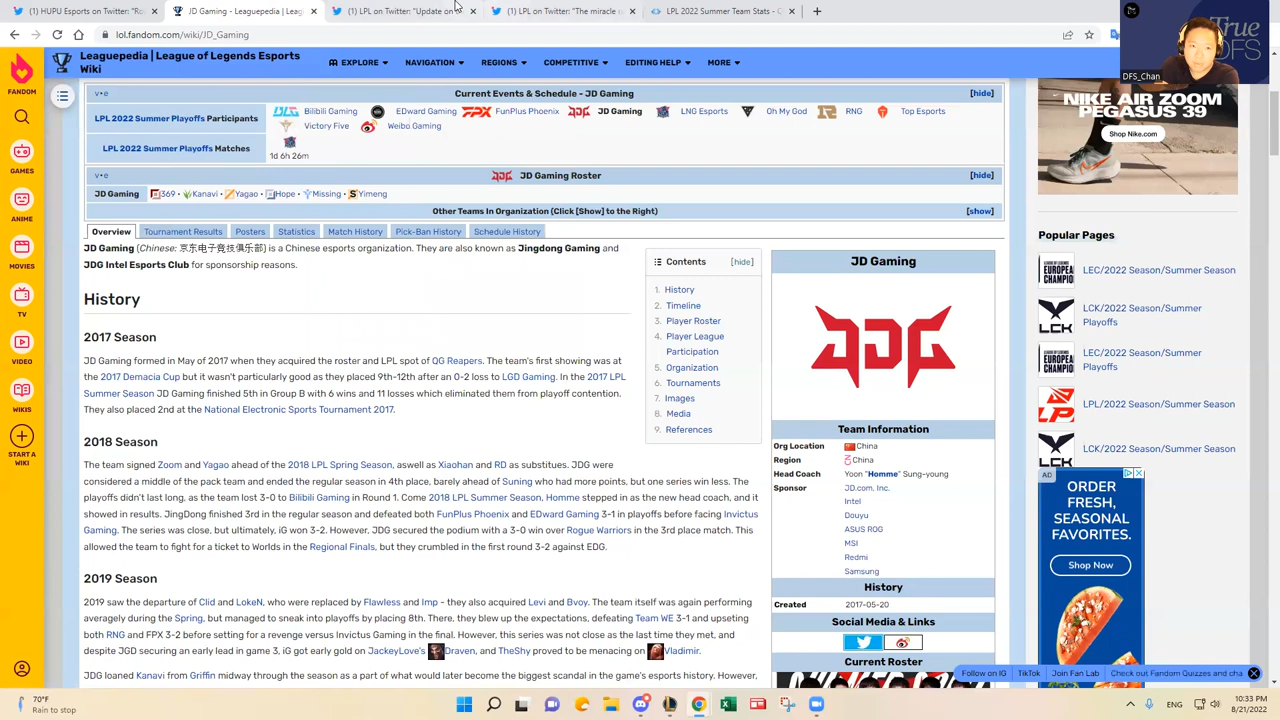 HUPU Esports on Twitter: "RO
JD Gaming - Leaguepedia | Leag
(1) LPL on Twitter: "Update on
(1) LPL on Twitter: "The miracle r
LPL 2022 Summer Team Stats - Q
lol.fandom.com/wiki/JD_Gaming
True
DFS
DFS_Chan
FANDOM
GAMES
ANIME
MOVIES
TV
VIDEO
WIKIS
START A
WIKI
Leaguepedia | League of Legends Esports
Wiki
EXPLORE
NAVIGATION
REGIONS
COMPETITIVE
EDITING HELP
MORE
v•e
Current Events & Schedule - JD Gaming
[hide]
LPL 2022 Summer Playoffs Participants
Bilibili Gaming
EDward Gaming
FunPlus Phoenix
JD Gaming
LNG Esports
Oh My God
RNG
Top Esports
Victory Five
Weibo Gaming
LPL 2022 Summer Playoffs Matches
1d 6h 26m
v•e
JD Gaming Roster
[hide]
JD Gaming
369 • Kanavi • Yagao • Hope • Missing • Yimeng
Other Teams In Organization (Click [Show] to the Right)
[show]
Overview
Tournament Results
Posters
Statistics
Match History
Pick-Ban History
Schedule History
JD Gaming (Chinese: 京东电子竞技俱乐部) is a Chinese esports organization. They are also known as Jingdong Gaming and
JDG Intel Esports Club for sponsorship reasons.
History
2017 Season
JD Gaming formed in May of 2017 when they acquired the roster and LPL spot of QG Reapers. The team's first showing was at
the 2017 Demacia Cup but it wasn't particularly good as they placed 9th-12th after an 0-2 loss to LGD Gaming. In the 2017 LPL
Summer Season JD Gaming finished 5th in Group B with 6 wins and 11 losses which eliminated them from playoff contention.
They also placed 2nd at the National Electronic Sports Tournament 2017.
2018 Season
The team signed Zoom and Yagao ahead of the 2018 LPL Spring Season, aswell as Xiaohan and RD as substitues. JDG were
considered a middle of the pack team and ended the regular season in 4th place, barely ahead of Suning who had more points, but one series win less. The
playoffs didn't last long, as the team lost 3-0 to Bilibili Gaming in Round 1. Come 2018 LPL Summer Season, Homme stepped in as the new head coach, and it
showed in results. JingDong finished 3rd in the regular season and defeated both FunPlus Phoenix and EDward Gaming 3-1 in playoffs before facing Invictus
Gaming. The series was close, but ultimately, iG won 3-2. However, JDG secured the podium with a 3-0 win over Rogue Warriors in the 3rd place match. This
allowed the team to fight for a ticket to Worlds in the Regional Finals, but they crumbled in the first round 3-2 against EDG.
2019 Season
2019 saw the departure of Clid and LokeN, who were replaced by Flawless and Imp - they also acquired Levi and Bvoy. The team itself was again performing
averagely during the Spring, but managed to sneak into playoffs by placing 8th. There, they blew up the expectations, defeating Team WE 3-1 and upseting
both RNG and FPX 3-2 before setting for a revenge versus Invictus Gaming in the final. However, this series was not close as the last time they met, and
despite JGD securing an early lead in game 3, iG got early gold on JackeyLove's Draven, and TheShy proved to be menacing on Vladimir.
JDG loaned Kanavi from Griffin midway through the season as a part of what would later become the biggest scandal in the game's esports history. However,
Contents [hide]
1. History
2. Timeline
3. Player Roster
4. Player League
Participation
5. Organization
6. Tournaments
7. Images
8. Media
9. References
JD Gaming
JDG
Team Information
Org Location China
Region China
Head Coach Yoon "Homme" Sung-young
Sponsor JD.com, Inc.
Intel
Douyu
ASUS ROG
MSI
Redmi
Samsung
History
Created 2017-05-20
Social Media & Links
Current Roster
NIKE AIR ZOOM
PEGASUS 39
Shop Nike.com
Popular Pages
LEC/2022 Season/Summer Season
LCK/2022 Season/Summer
Playoffs
LEC/2022 Season/Summer
Playoffs
LPL/2022 Season/Summer Season
LCK/2022 Season/Summer Season
AD
ORDER
FRESH,
SEASONAL
FAVORITES.
Shop Now
Follow on IG
TikTok
Join Fan Lab
Check out Fandom Quizzes and cha
70°F
Rain to stop
ENG
10:33 PM
8/21/2022